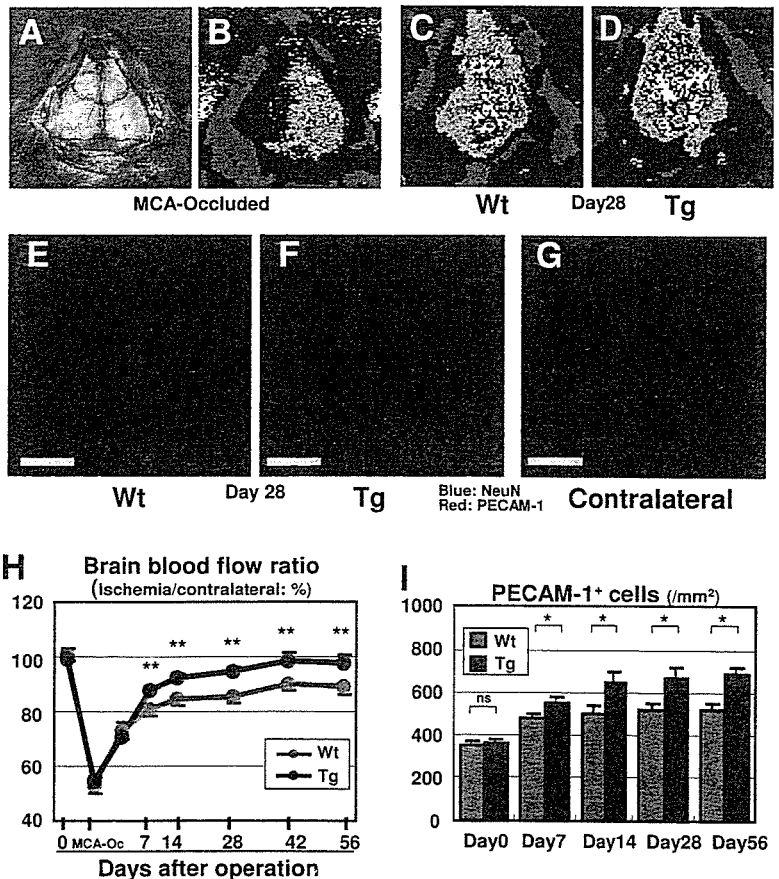 A B C D
MCA-Occluded
Wt Day28 Tg
E F G
Wt Day 28 Tg Blue: NeuN
Red: PECAM-1 Contralateral
H Brain blood flow ratio
(Ischemia/contralateral: %)
120
100
80
60
40
** ** ** ** **
Wt
Tg
0 MCA-Oc 7 14 28 42 56
Days after operation
I PECAM-1+ cells (/mm²)
1000
800
600
400
200
0
Wt
Tg
ns * * * *
Day0 Day7 Day14 Day28 Day56